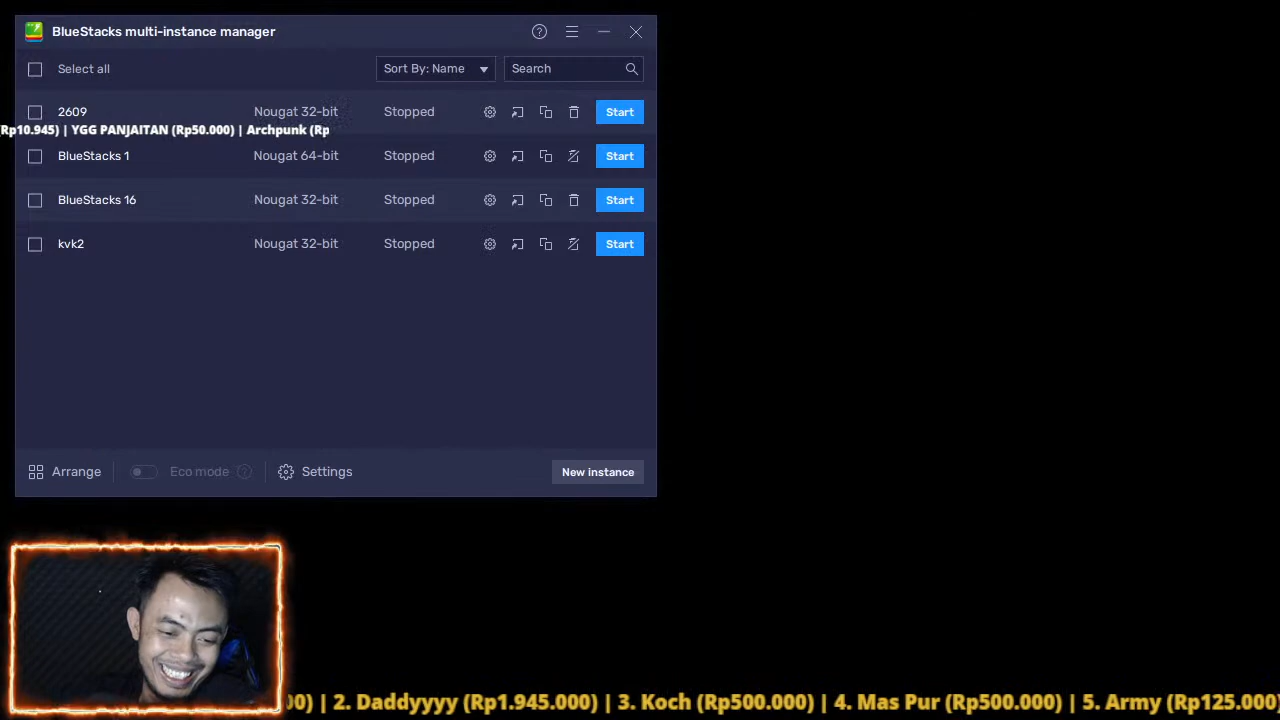 BlueStacks multi-instance manager
Select all Sort By: Name Search
2609 Nougat 32-bit Stopped Start
(Rp10.945) | YGG PANJAITAN (Rp50.000) | Archpunk (Rp
BlueStacks 1 Nougat 64-bit Stopped Start
BlueStacks 16 Nougat 32-bit Stopped Start
kvk2 Nougat 32-bit Stopped Start
Arrange Eco mode Settings New instance
00) | 2. Daddyyyy (Rp1.945.000) | 3. Koch (Rp500.000) | 4. Mas Pur (Rp500.000) | 5. Army (Rp125.000)